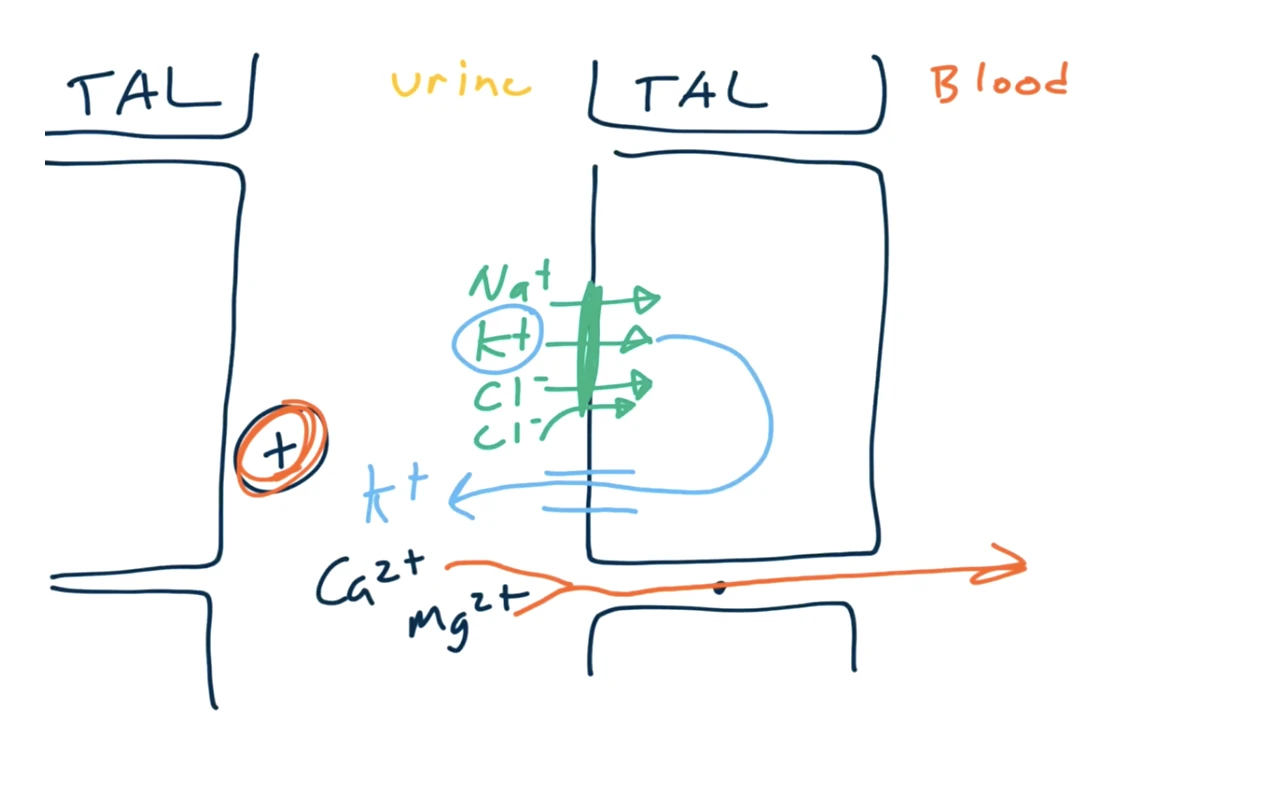 TAL urine TAL Blood
Na+
K+
Cl-
Cl-
+
K+
Ca2+
Mg2+